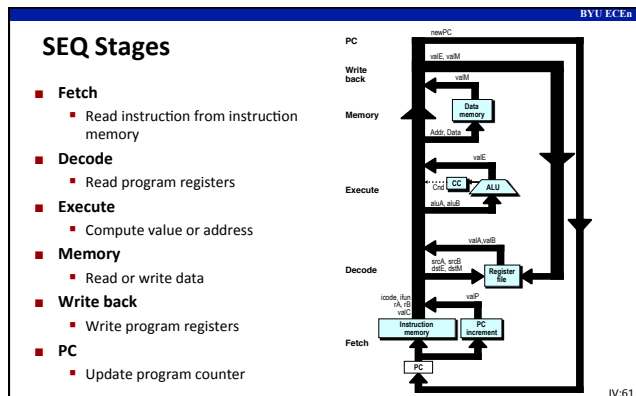 BYU ECEn
SEQ Stages
■ Fetch
▪ Read instruction from instruction
memory
■ Decode
▪ Read program registers
■ Execute
▪ Compute value or address
■ Memory
▪ Read or write data
■ Write back
▪ Write program registers
■ PC
▪ Update program counter
PC
newPC
Write
back
valE, valM
valM
Memory
Data
memory
Addr, Data
valE
Execute
Cnd
CC
ALU
aluA, aluB
valA,valB
Decode
srcA, srcB
dstE, dstM
Register
file
icode, ifun
rA, rB
valC
valP
Fetch
Instruction
memory
PC
increment
PC
IV:61